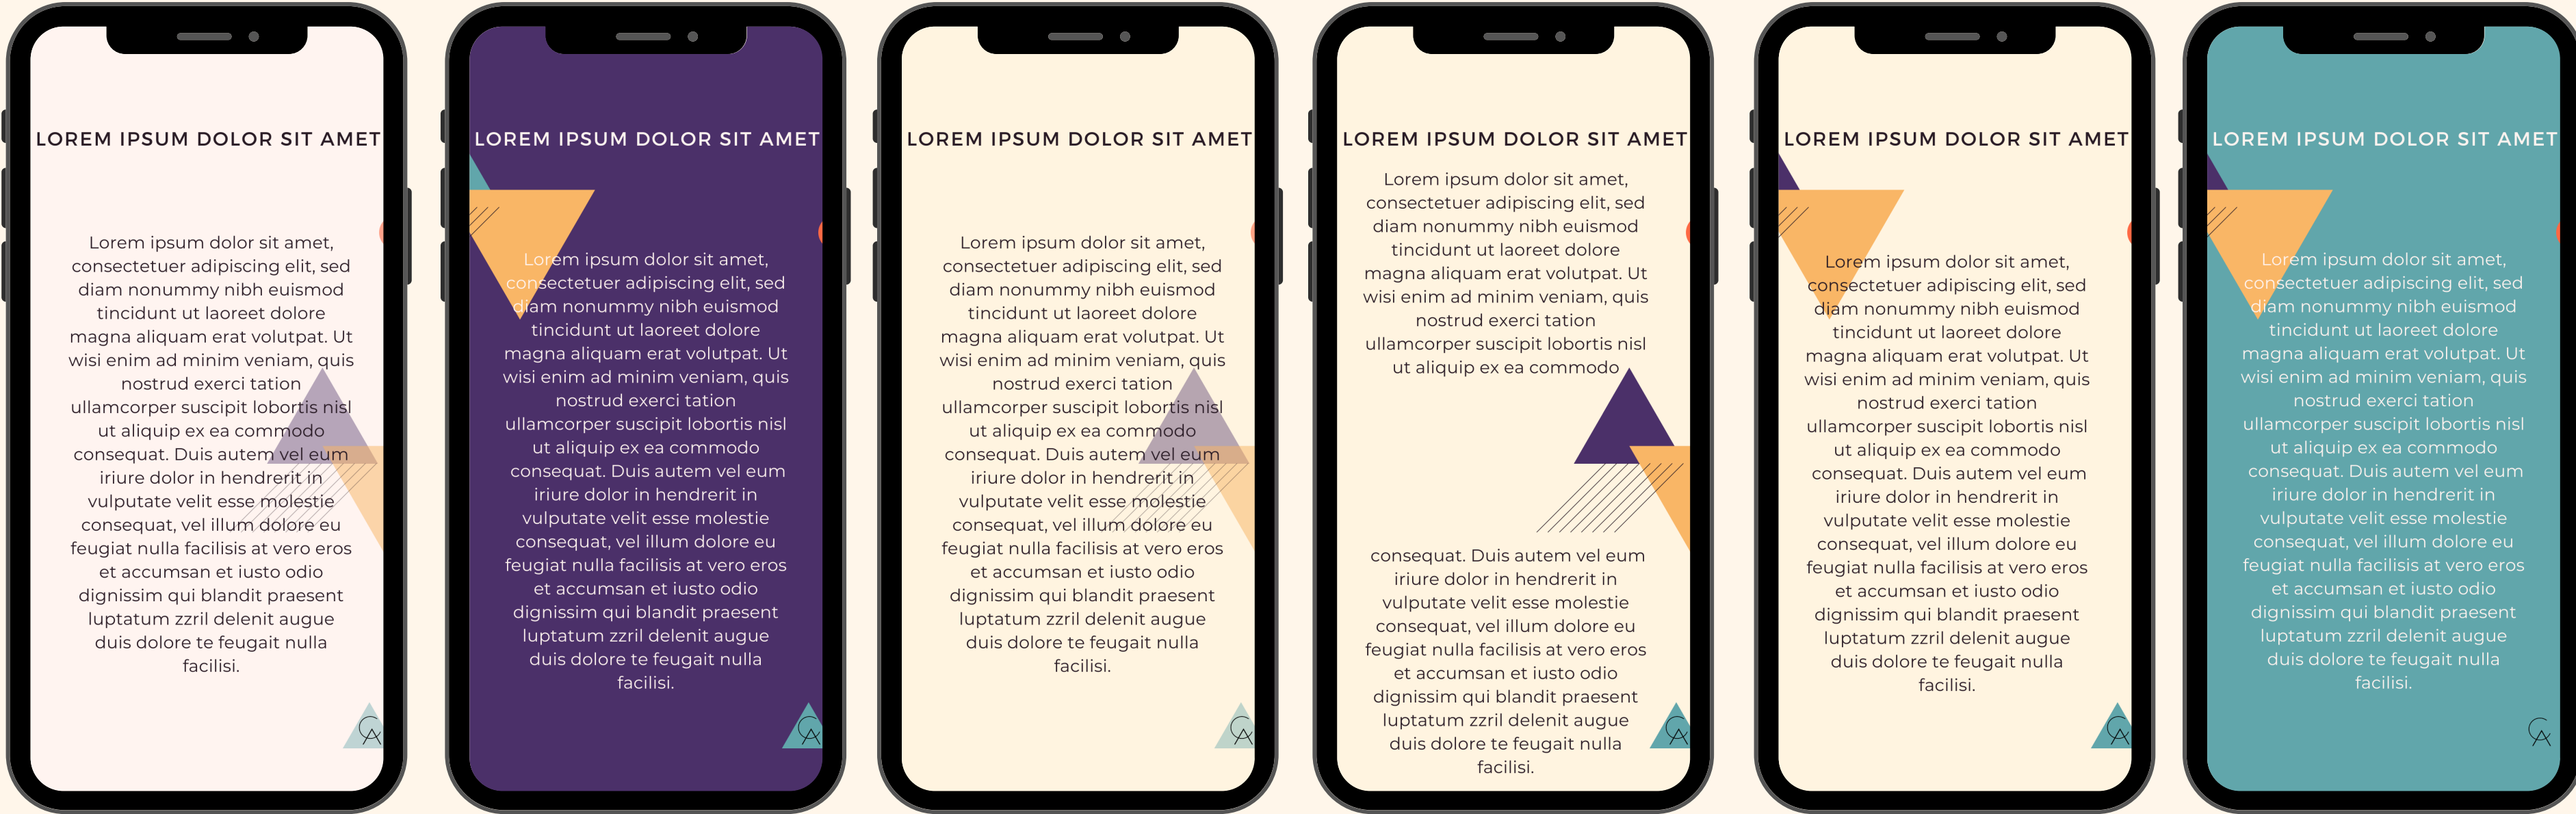 LOREM IPSUM DOLOR SIT AMET
Lorem ipsum dolor sit amet,
consectetuer adipiscing elit, sed
diam nonummy nibh euismod
tincidunt ut laoreet dolore
magna aliquam erat volutpat. Ut
wisi enim ad minim veniam, quis
nostrud exerci tation
ullamcorper suscipit lobortis nisl
ut aliquip ex ea commodo
consequat. Duis autem vel eum
iriure dolor in hendrerit in
vulputate velit esse molestie
consequat, vel illum dolore eu
feugiat nulla facilisis at vero eros
et accumsan et iusto odio
dignissim qui blandit praesent
luptatum zzril delenit augue
duis dolore te feugait nulla
facilisi.
CA
LOREM IPSUM DOLOR SIT AMET
Lorem ipsum dolor sit amet,
consectetuer adipiscing elit, sed
diam nonummy nibh euismod
tincidunt ut laoreet dolore
magna aliquam erat volutpat. Ut
wisi enim ad minim veniam, quis
nostrud exerci tation
ullamcorper suscipit lobortis nisl
ut aliquip ex ea commodo
consequat. Duis autem vel eum
iriure dolor in hendrerit in
vulputate velit esse molestie
consequat, vel illum dolore eu
feugiat nulla facilisis at vero eros
et accumsan et iusto odio
dignissim qui blandit praesent
luptatum zzril delenit augue
duis dolore te feugait nulla
facilisi.
CA
LOREM IPSUM DOLOR SIT AMET
Lorem ipsum dolor sit amet,
consectetuer adipiscing elit, sed
diam nonummy nibh euismod
tincidunt ut laoreet dolore
magna aliquam erat volutpat. Ut
wisi enim ad minim veniam, quis
nostrud exerci tation
ullamcorper suscipit lobortis nisl
ut aliquip ex ea commodo
consequat. Duis autem vel eum
iriure dolor in hendrerit in
vulputate velit esse molestie
consequat, vel illum dolore eu
feugiat nulla facilisis at vero eros
et accumsan et iusto odio
dignissim qui blandit praesent
luptatum zzril delenit augue
duis dolore te feugait nulla
facilisi.
CA
LOREM IPSUM DOLOR SIT AMET
Lorem ipsum dolor sit amet,
consectetuer adipiscing elit, sed
diam nonummy nibh euismod
tincidunt ut laoreet dolore
magna aliquam erat volutpat. Ut
wisi enim ad minim veniam, quis
nostrud exerci tation
ullamcorper suscipit lobortis nisl
ut aliquip ex ea commodo
consequat. Duis autem vel eum
iriure dolor in hendrerit in
vulputate velit esse molestie
consequat, vel illum dolore eu
feugiat nulla facilisis at vero eros
et accumsan et iusto odio
dignissim qui blandit praesent
luptatum zzril delenit augue
duis dolore te feugait nulla
facilisi.
CA
LOREM IPSUM DOLOR SIT AMET
Lorem ipsum dolor sit amet,
consectetuer adipiscing elit, sed
diam nonummy nibh euismod
tincidunt ut laoreet dolore
magna aliquam erat volutpat. Ut
wisi enim ad minim veniam, quis
nostrud exerci tation
ullamcorper suscipit lobortis nisl
ut aliquip ex ea commodo
consequat. Duis autem vel eum
iriure dolor in hendrerit in
vulputate velit esse molestie
consequat, vel illum dolore eu
feugiat nulla facilisis at vero eros
et accumsan et iusto odio
dignissim qui blandit praesent
luptatum zzril delenit augue
duis dolore te feugait nulla
facilisi.
CA
LOREM IPSUM DOLOR SIT AMET
Lorem ipsum dolor sit amet,
consectetuer adipiscing elit, sed
diam nonummy nibh euismod
tincidunt ut laoreet dolore
magna aliquam erat volutpat. Ut
wisi enim ad minim veniam, quis
nostrud exerci tation
ullamcorper suscipit lobortis nisl
ut aliquip ex ea commodo
consequat. Duis autem vel eum
iriure dolor in hendrerit in
vulputate velit esse molestie
consequat, vel illum dolore eu
feugiat nulla facilisis at vero eros
et accumsan et iusto odio
dignissim qui blandit praesent
luptatum zzril delenit augue
duis dolore te feugait nulla
facilisi.
CA